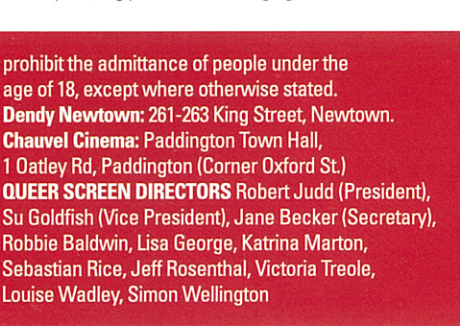 prohibit the admittance of people under the
age of 18, except where otherwise stated.
Dendy Newtown: 261-263 King Street, Newtown.
Chauvel Cinema: Paddington Town Hall,
1 Oatley Rd, Paddington (Corner Oxford St.)
QUEER SCREEN DIRECTORS Robert Judd (President),
Su Goldfish (Vice President), Jane Becker (Secretary),
Robbie Baldwin, Lisa George, Katrina Marton,
Sebastian Rice, Jeff Rosenthal, Victoria Treole,
Louise Wadley, Simon Wellington